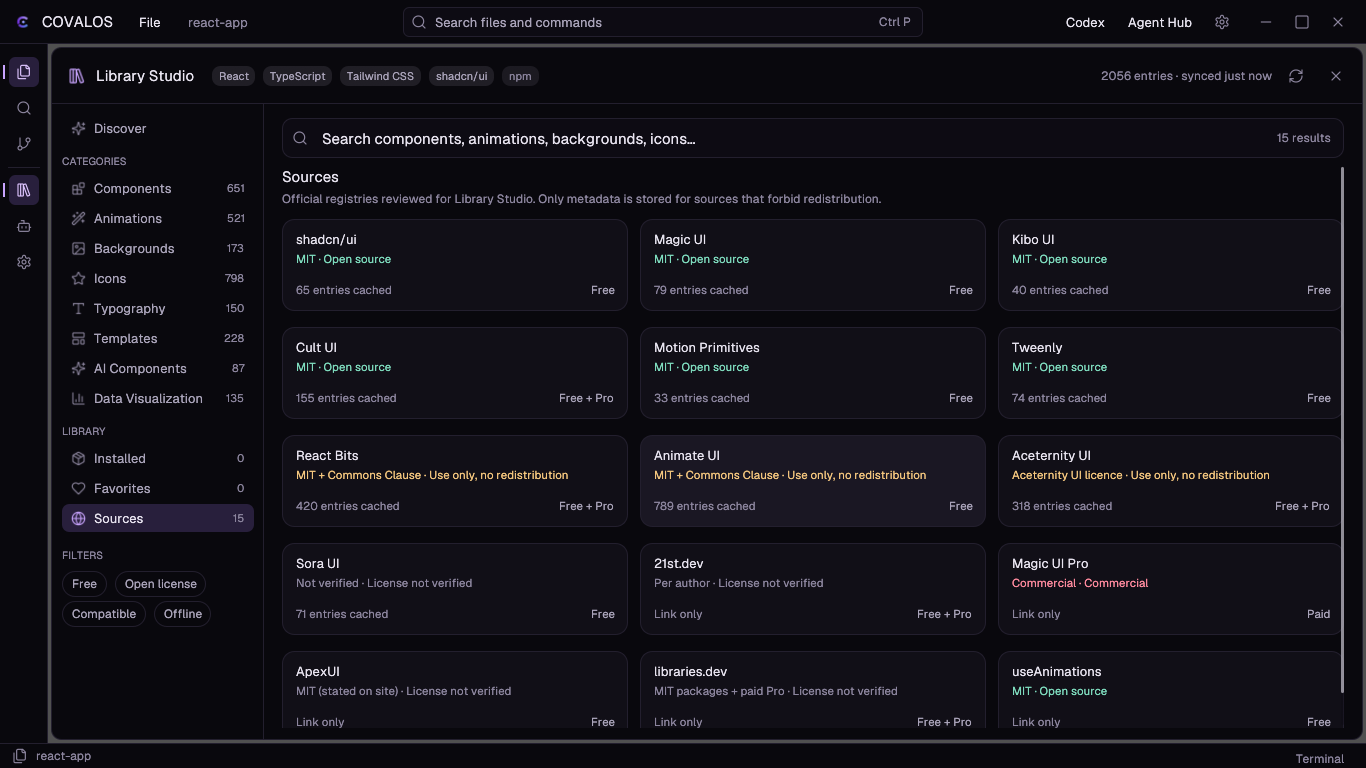 COVALOS File react-app Search files and commands Ctrl P Codex Agent Hub
Library Studio React TypeScript Tailwind CSS shadcn/ui npm 2056 entries · synced just now
Discover
CATEGORIES
Components 651
Animations 521
Backgrounds 173
Icons 798
Typography 150
Templates 228
AI Components 87
Data Visualization 135
LIBRARY
Installed 0
Favorites 0
Sources 15
FILTERS
Free Open license
Compatible Offline
Search components, animations, backgrounds, icons... 15 results
Sources
Official registries reviewed for Library Studio. Only metadata is stored for sources that forbid redistribution.
shadcn/ui
MIT · Open source
65 entries cached Free
Magic UI
MIT · Open source
79 entries cached Free
Kibo UI
MIT · Open source
40 entries cached Free
Cult UI
MIT · Open source
155 entries cached Free + Pro
Motion Primitives
MIT · Open source
33 entries cached Free
Tweenly
MIT · Open source
74 entries cached Free
React Bits
MIT + Commons Clause · Use only, no redistribution
420 entries cached Free + Pro
Animate UI
MIT + Commons Clause · Use only, no redistribution
789 entries cached Free
Aceternity UI
Aceternity UI licence · Use only, no redistribution
318 entries cached Free + Pro
Sora UI
Not verified · License not verified
71 entries cached Free
21st.dev
Per author · License not verified
Link only Free + Pro
Magic UI Pro
Commercial · Commercial
Link only Paid
ApexUI
MIT (stated on site) · License not verified
Link only Free
libraries.dev
MIT packages + paid Pro · License not verified
Link only Free + Pro
useAnimations
MIT · Open source
Link only Free
react-app Terminal